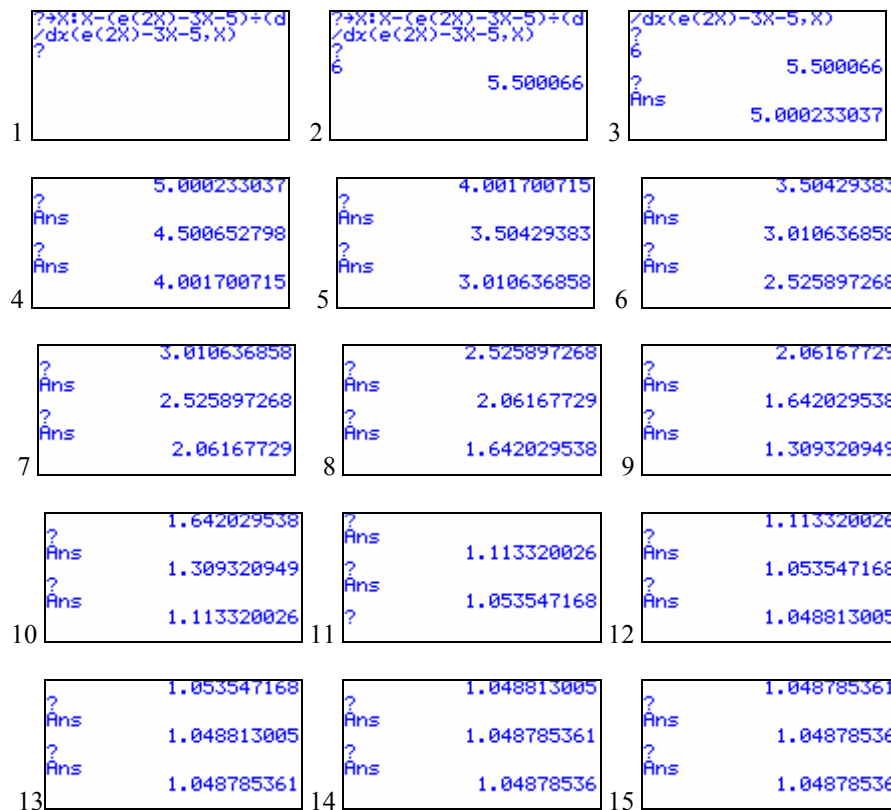 ?→X:X-(e(2X)-3X-5)÷(d
/dx(e(2X)-3X-5,X)
?
1
?→X:X-(e(2X)-3X-5)÷(d
/dx(e(2X)-3X-5,X)
?
6
5.500066
2
/dx(e(2X)-3X-5,X)
?
6
5.500066
?
Ans
5.000233037
3
5.000233037
?
Ans
4.500652798
?
Ans
4.001700715
4
4.001700715
?
Ans
3.50429383
?
Ans
3.010636858
5
3.50429383
?
Ans
3.010636858
?
Ans
2.525897268
6
3.010636858
?
Ans
2.525897268
?
Ans
2.06167729
7
2.525897268
?
Ans
2.06167729
?
Ans
1.642029538
8
2.06167729
?
Ans
1.642029538
?
Ans
1.309320949
9
1.642029538
?
Ans
1.309320949
?
Ans
1.113320026
10
?
Ans
1.113320026
?
Ans
1.053547168
?
11
1.113320026
?
Ans
1.053547168
?
Ans
1.048813005
12
1.053547168
?
Ans
1.048813005
?
Ans
1.048785361
13
1.048813005
?
Ans
1.048785361
?
Ans
1.04878536
14
1.048785361
?
Ans
1.04878536
?
Ans
1.04878536
15